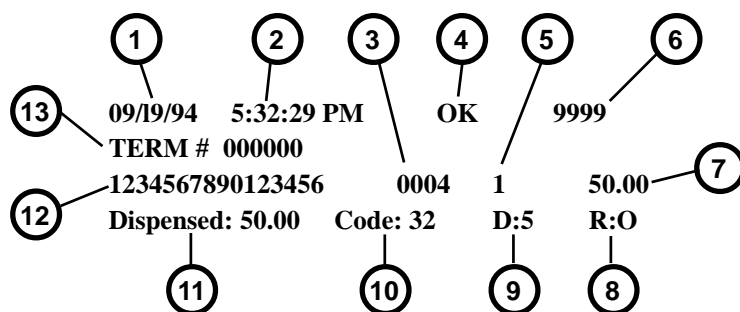 1 2 3 4 5 6
09/l9/94 5:32:29 PM OK 9999
13
TERM # 000000
1234567890123456 0004 1 50.00 7
12
Dispensed: 50.00 Code: 32 D:5 R:O
11 10 9 8